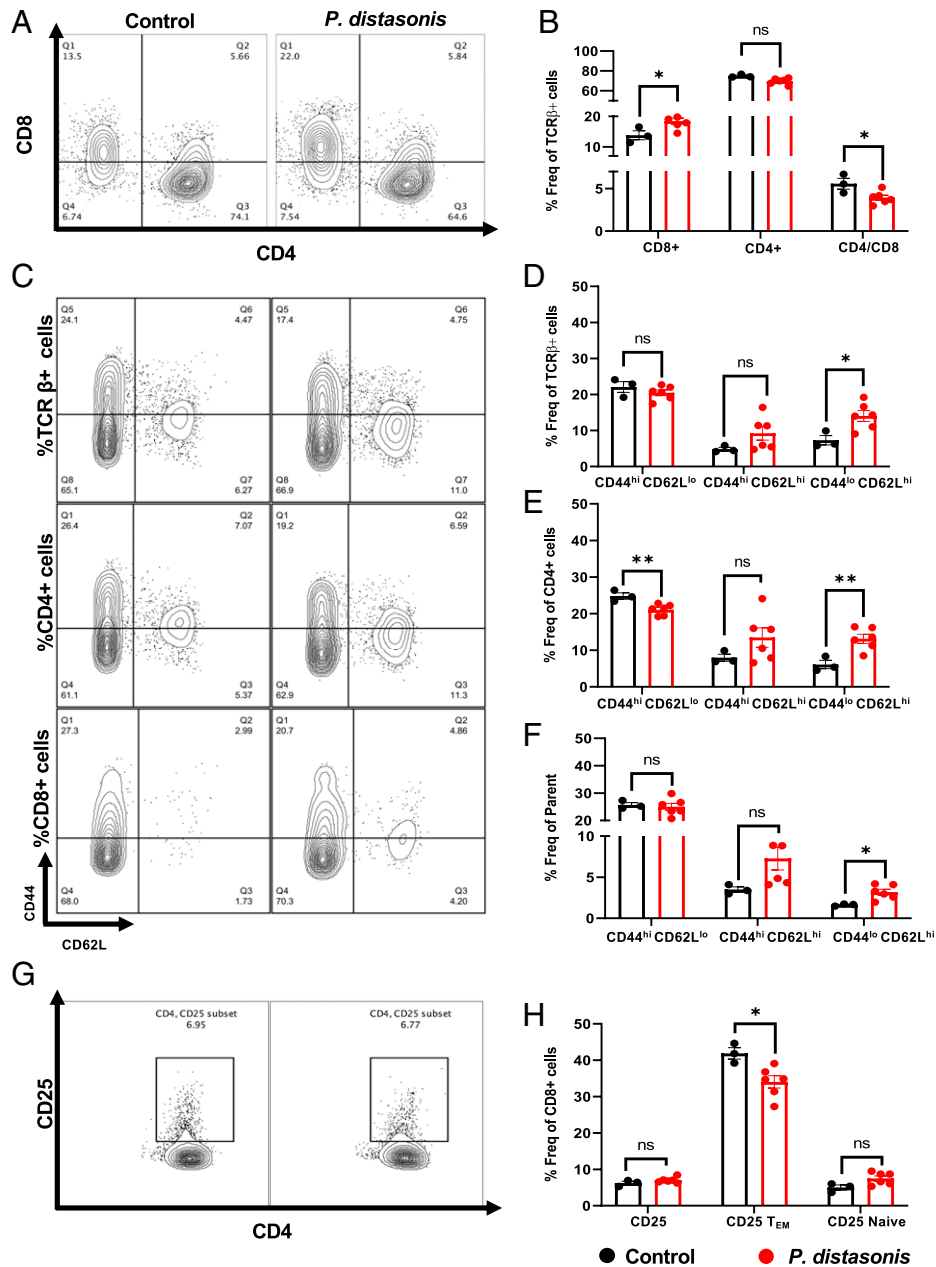 A
Control
P. distasonis
Q1
13.5
Q2
5.66
Q4
6.74
Q3
74.1
Q1
22.0
Q2
5.84
Q4
7.54
Q3
64.6
CD8
CD4
B
% Freq of TCRβ+ cells
100
80
60
20
10
5
0
*
ns
*
CD8+
CD4+
CD4/CD8
C
%TCR β+ cells
Q5
24.1
Q6
4.47
Q8
65.1
Q7
6.27
Q5
17.4
Q6
4.75
Q8
66.9
Q7
11.0
%CD4+ cells
Q1
26.4
Q2
7.07
Q4
61.1
Q3
5.37
Q1
19.2
Q2
6.59
Q4
62.9
Q3
11.3
%CD8+ cells
Q1
27.3
Q2
2.99
Q4
68.0
Q3
1.73
Q1
20.7
Q2
4.86
Q4
70.3
Q3
4.20
CD44
CD62L
D
% Freq of TCRβ+ cells
50
40
30
20
10
0
ns
ns
*
CD44hi CD62Llo
CD44hi CD62Lhi
CD44lo CD62Lhi
E
% Freq of CD4+ cells
50
40
30
20
10
0
**
ns
**
CD44hi CD62Llo
CD44hi CD62Lhi
CD44lo CD62Lhi
F
% Freq of Parent
50
40
30
20
10
5
0
ns
ns
*
CD44hi CD62Llo
CD44hi CD62Lhi
CD44lo CD62Lhi
G
CD4, CD25 subset
6.95
CD4, CD25 subset
6.77
CD25
CD4
H
% Freq of CD8+ cells
50
40
30
20
10
0
ns
*
ns
CD25
CD25 TEM
CD25 Naive
Control
P. distasonis